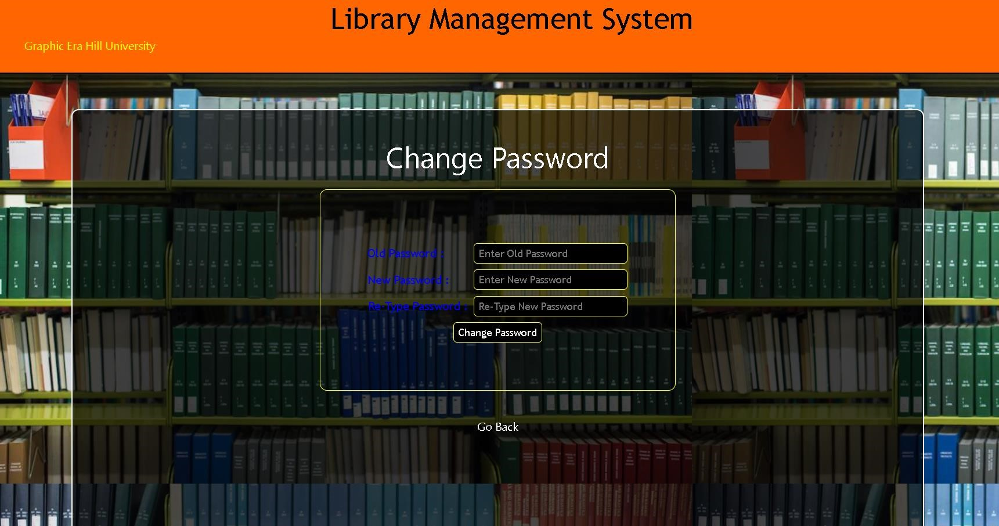 Library Management System
Graphic Era Hill University
Change Password
Old Password : Enter Old Password
New Password : Enter New Password
Re-Type Password : Re-Type New Password
Change Password
Go Back